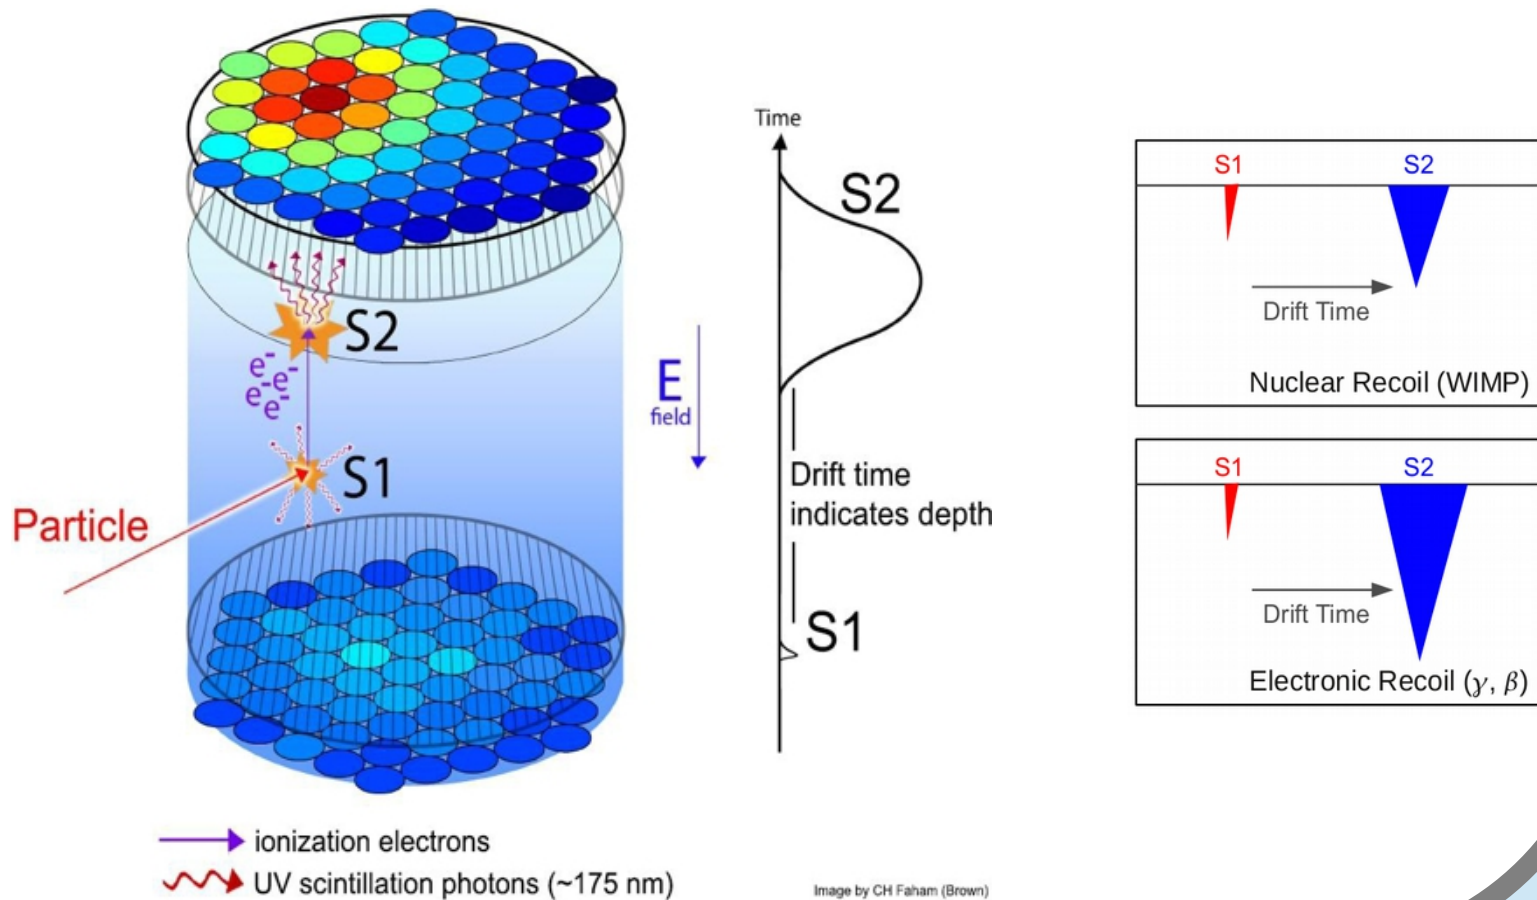 S2
e-
e-e-
e-
S1
Particle
E
field
Time
S2
Drift time
indicates depth
S1
ionization electrons
UV scintillation photons (~175 nm)
Image by CH Faham (Brown)
S1 S2
Drift Time
Nuclear Recoil (WIMP)
S1 S2
Drift Time
Electronic Recoil (γ, β)